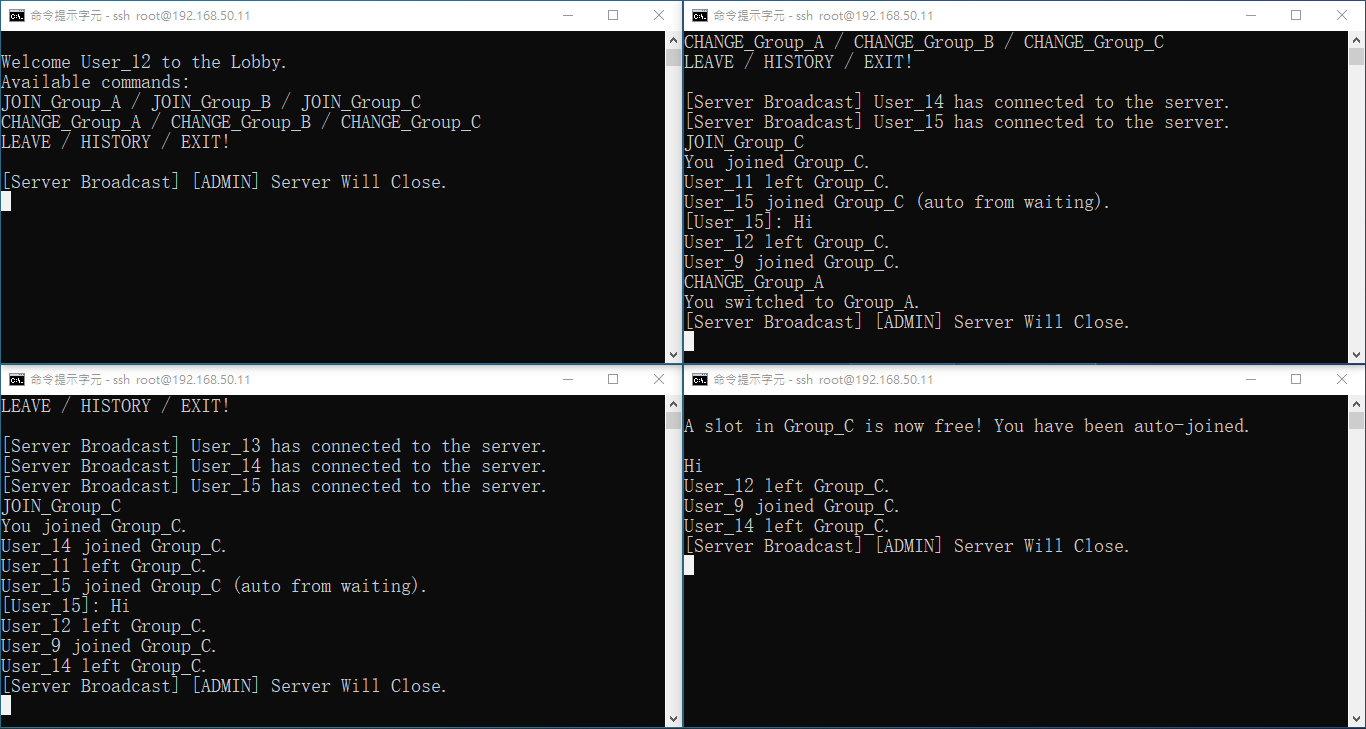 命令提示字元 - ssh root@192.168.50.11
Welcome User_12 to the Lobby.
Available commands:
JOIN_Group_A / JOIN_Group_B / JOIN_Group_C
CHANGE_Group_A / CHANGE_Group_B / CHANGE_Group_C
LEAVE / HISTORY / EXIT!
[Server Broadcast] [ADMIN] Server Will Close.
命令提示字元 - ssh root@192.168.50.11
CHANGE_Group_A / CHANGE_Group_B / CHANGE_Group_C
LEAVE / HISTORY / EXIT!
[Server Broadcast] User_14 has connected to the server.
[Server Broadcast] User_15 has connected to the server.
JOIN_Group_C
You joined Group_C.
User_11 left Group_C.
User_15 joined Group_C (auto from waiting).
[User_15]: Hi
User_12 left Group_C.
User_9 joined Group_C.
CHANGE_Group_A
You switched to Group_A.
[Server Broadcast] [ADMIN] Server Will Close.
命令提示字元 - ssh root@192.168.50.11
LEAVE / HISTORY / EXIT!
[Server Broadcast] User_13 has connected to the server.
[Server Broadcast] User_14 has connected to the server.
[Server Broadcast] User_15 has connected to the server.
JOIN_Group_C
You joined Group_C.
User_14 joined Group_C.
User_11 left Group_C.
User_15 joined Group_C (auto from waiting).
[User_15]: Hi
User_12 left Group_C.
User_9 joined Group_C.
User_14 left Group_C.
[Server Broadcast] [ADMIN] Server Will Close.
命令提示字元 - ssh root@192.168.50.11
A slot in Group_C is now free! You have been auto-joined.
Hi
User_12 left Group_C.
User_9 joined Group_C.
User_14 left Group_C.
[Server Broadcast] [ADMIN] Server Will Close.